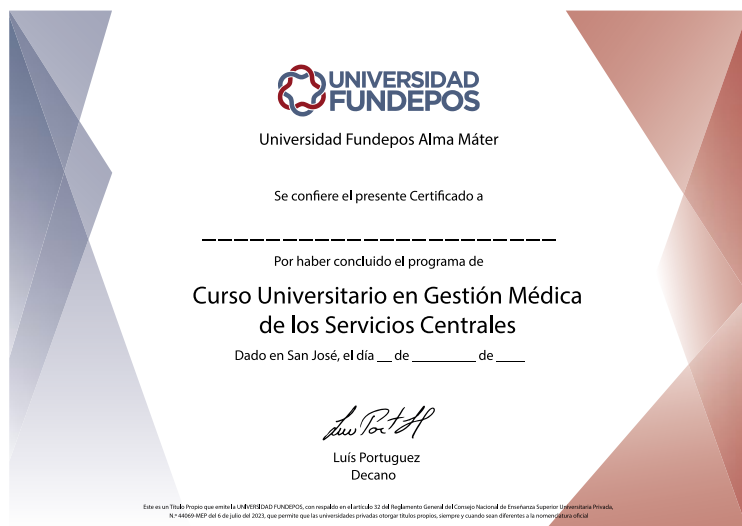 UNIVERSIDAD
FUNDEPOS
Universidad Fundepos Alma Máter
Se confiere el presente Certificado a
______________________
Por haber concluido el programa de
Curso Universitario en Gestión Médica
de los Servicios Centrales
Dado en San José, el día __ de _________ de ____
Luís Portuguez
Decano
Este es un Título Propio que emite la UNIVERSIDAD FUNDEPOS, con respaldo en el artículo 32 del Reglamento General del Consejo Nacional de Enseñanza Superior Universitaria Privada,
N.º 44069-MEP del 6 de julio del 2023, que permite que las universidades privadas otorgar títulos propios, siempre y cuando sean diferentes a la nomenclatura oficial